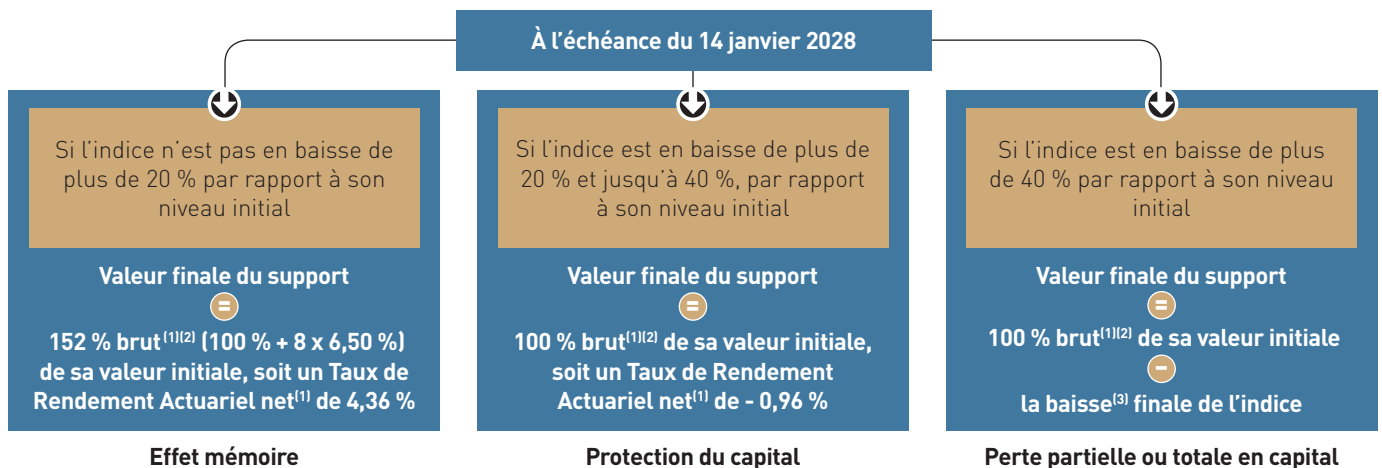 À l’échéance du 14 janvier 2028
Si l’indice n’est pas en baisse de
plus de 20 % par rapport à son
niveau initial
Valeur finale du support
=
152 % brut(1)(2) (100 % + 8 x 6,50 %)
de sa valeur initiale, soit un Taux de
Rendement Actuariel net(1) de 4,36 %
Effet mémoire
Si l’indice est en baisse de plus de
20 % et jusqu’à 40 %, par rapport
à son niveau initial
Valeur finale du support
=
100 % brut(1)(2) de sa valeur initiale,
soit un Taux de Rendement
Actuariel net(1) de - 0,96 %
Protection du capital
Si l’indice est en baisse de plus
de 40 % par rapport à son niveau
initial
Valeur finale du support
=
100 % brut(1)(2) de sa valeur initiale
-
la baisse(3) finale de l’indice
Perte partielle ou totale en capital